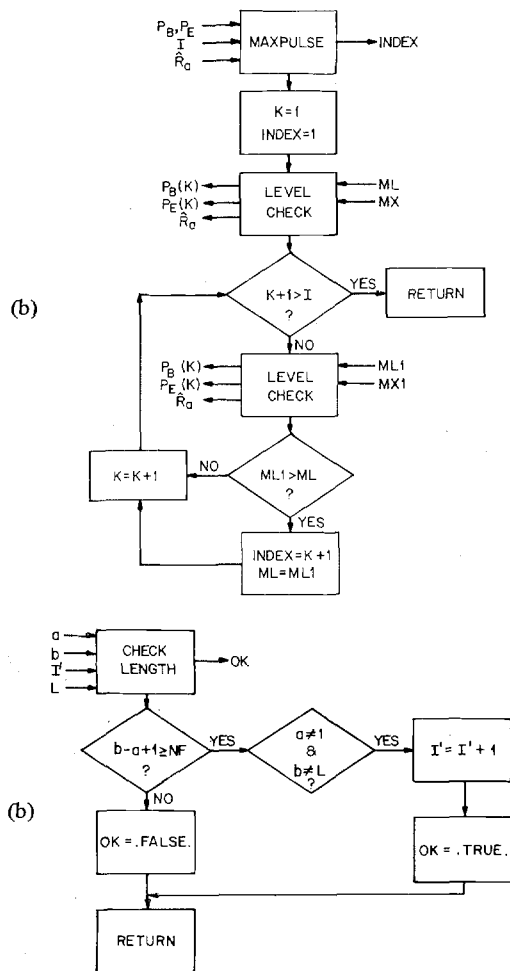 P_B, P_E
I
R̂_a
MAXPULSE
INDEX
K=1
INDEX=1
P_B(K)
P_E(K)
R̂_a
LEVEL
CHECK
ML
MX
(b)
K+1>I
?
YES
RETURN
NO
P_B(K)
P_E(K)
R̂_a
LEVEL
CHECK
ML1
MX1
K=K+1
NO
ML1>ML
?
YES
INDEX=K+1
ML=ML1
a
b
I'
L
CHECK
LENGTH
OK
b-a+1≥NF
?
YES
a≠1
&
b≠L
?
YES
I'=I'+1
(b)
NO
OK=.FALSE.
OK=.TRUE.
RETURN